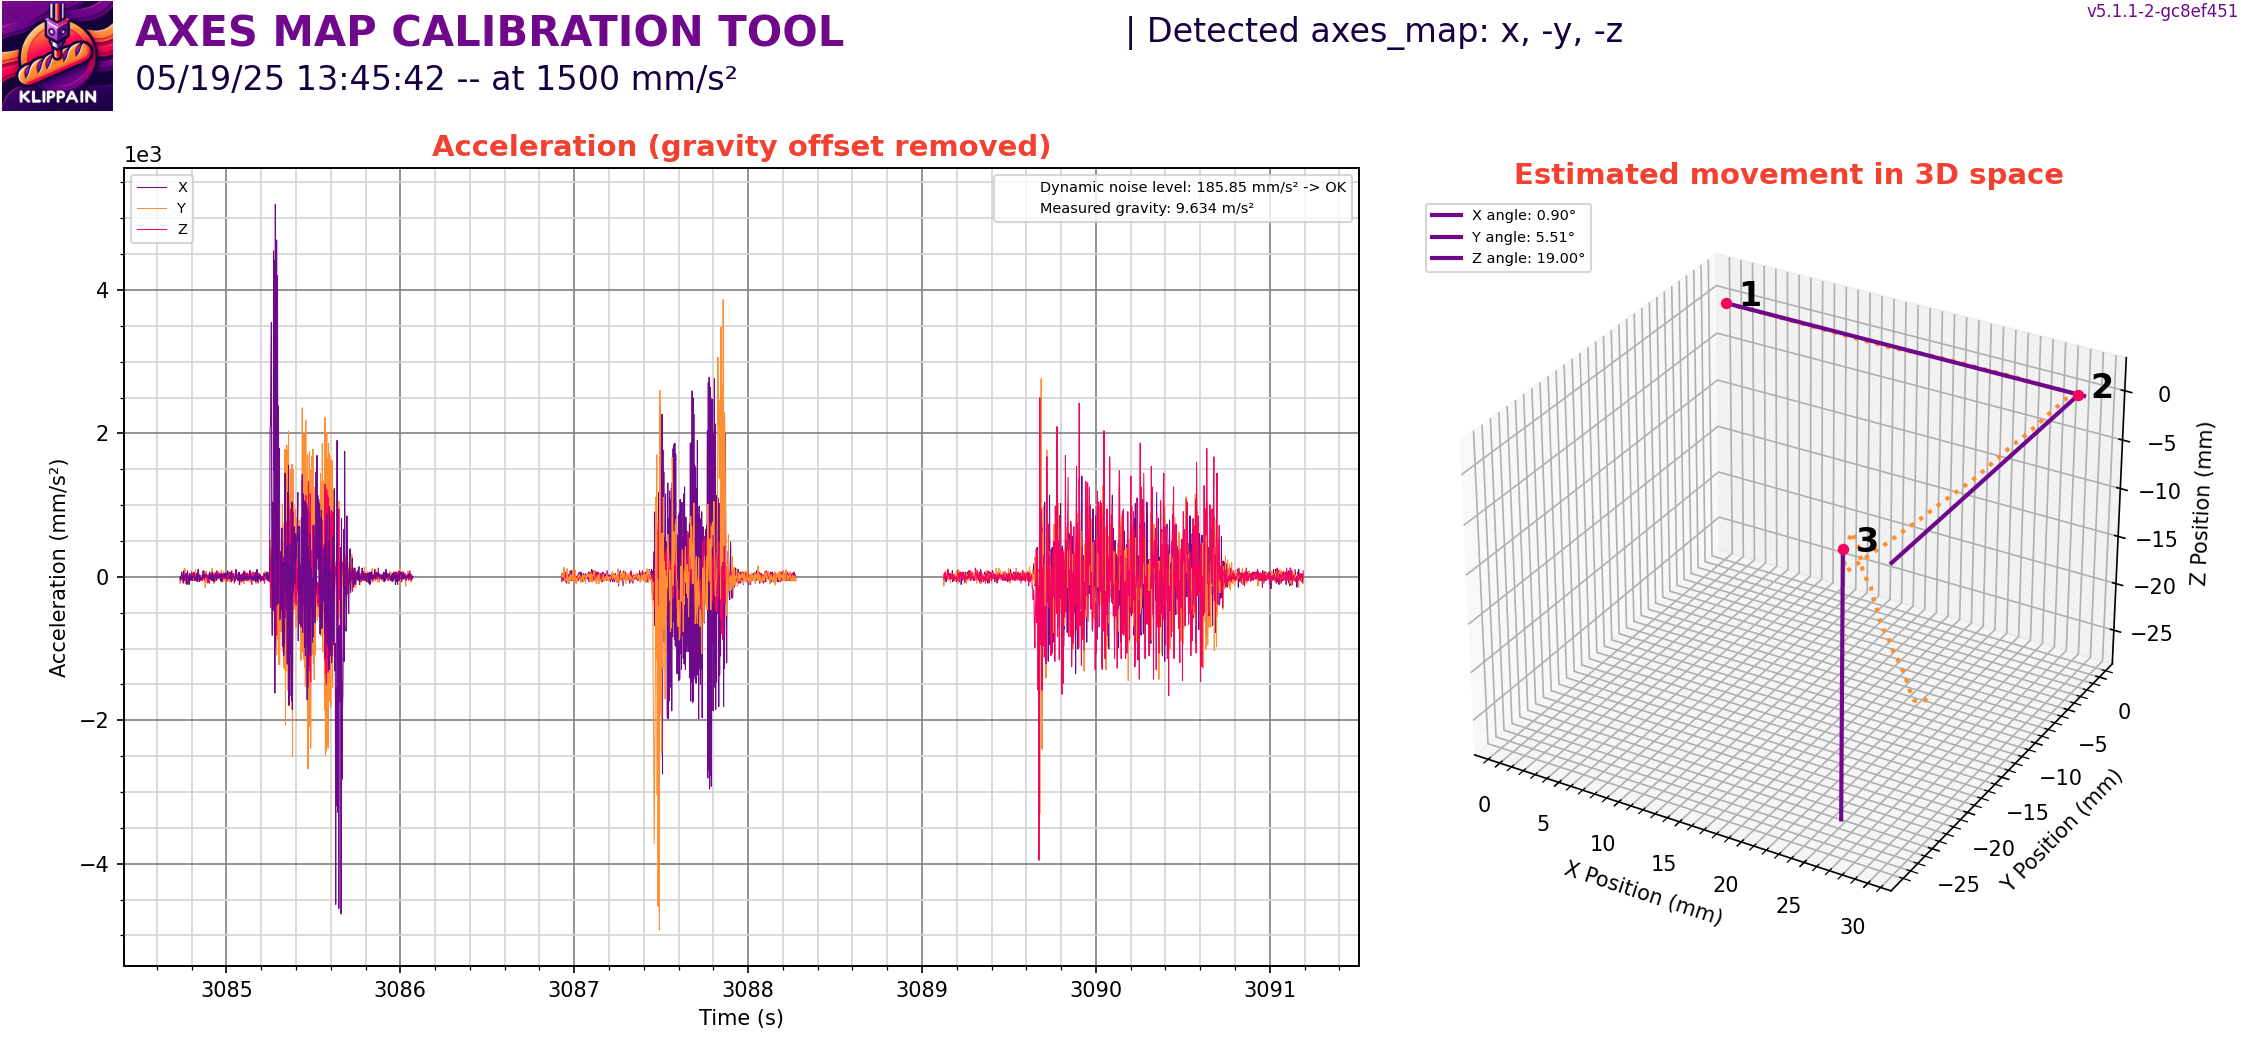 AXES MAP CALIBRATION TOOL
| Detected axes_map: x, -y, -z
v5.1.1-2-gc8ef451
05/19/25 13:45:42 -- at 1500 mm/s²
KLIPPAIN
Acceleration (gravity offset removed)
1e3
X
Y
Z
Dynamic noise level: 185.85 mm/s² -> OK
Measured gravity: 9.634 m/s²
4
2
0
−2
−4
Acceleration (mm/s²)
3085
3086
3087
3088
3089
3090
3091
Time (s)
Estimated movement in 3D space
X angle: 0.90°
Y angle: 5.51°
Z angle: 19.00°
1
2
3
0
−5
−10
−15
−20
−25
Z Position (mm)
0
−5
−10
−15
−20
−25
Y Position (mm)
0
5
10
15
20
25
30
X Position (mm)